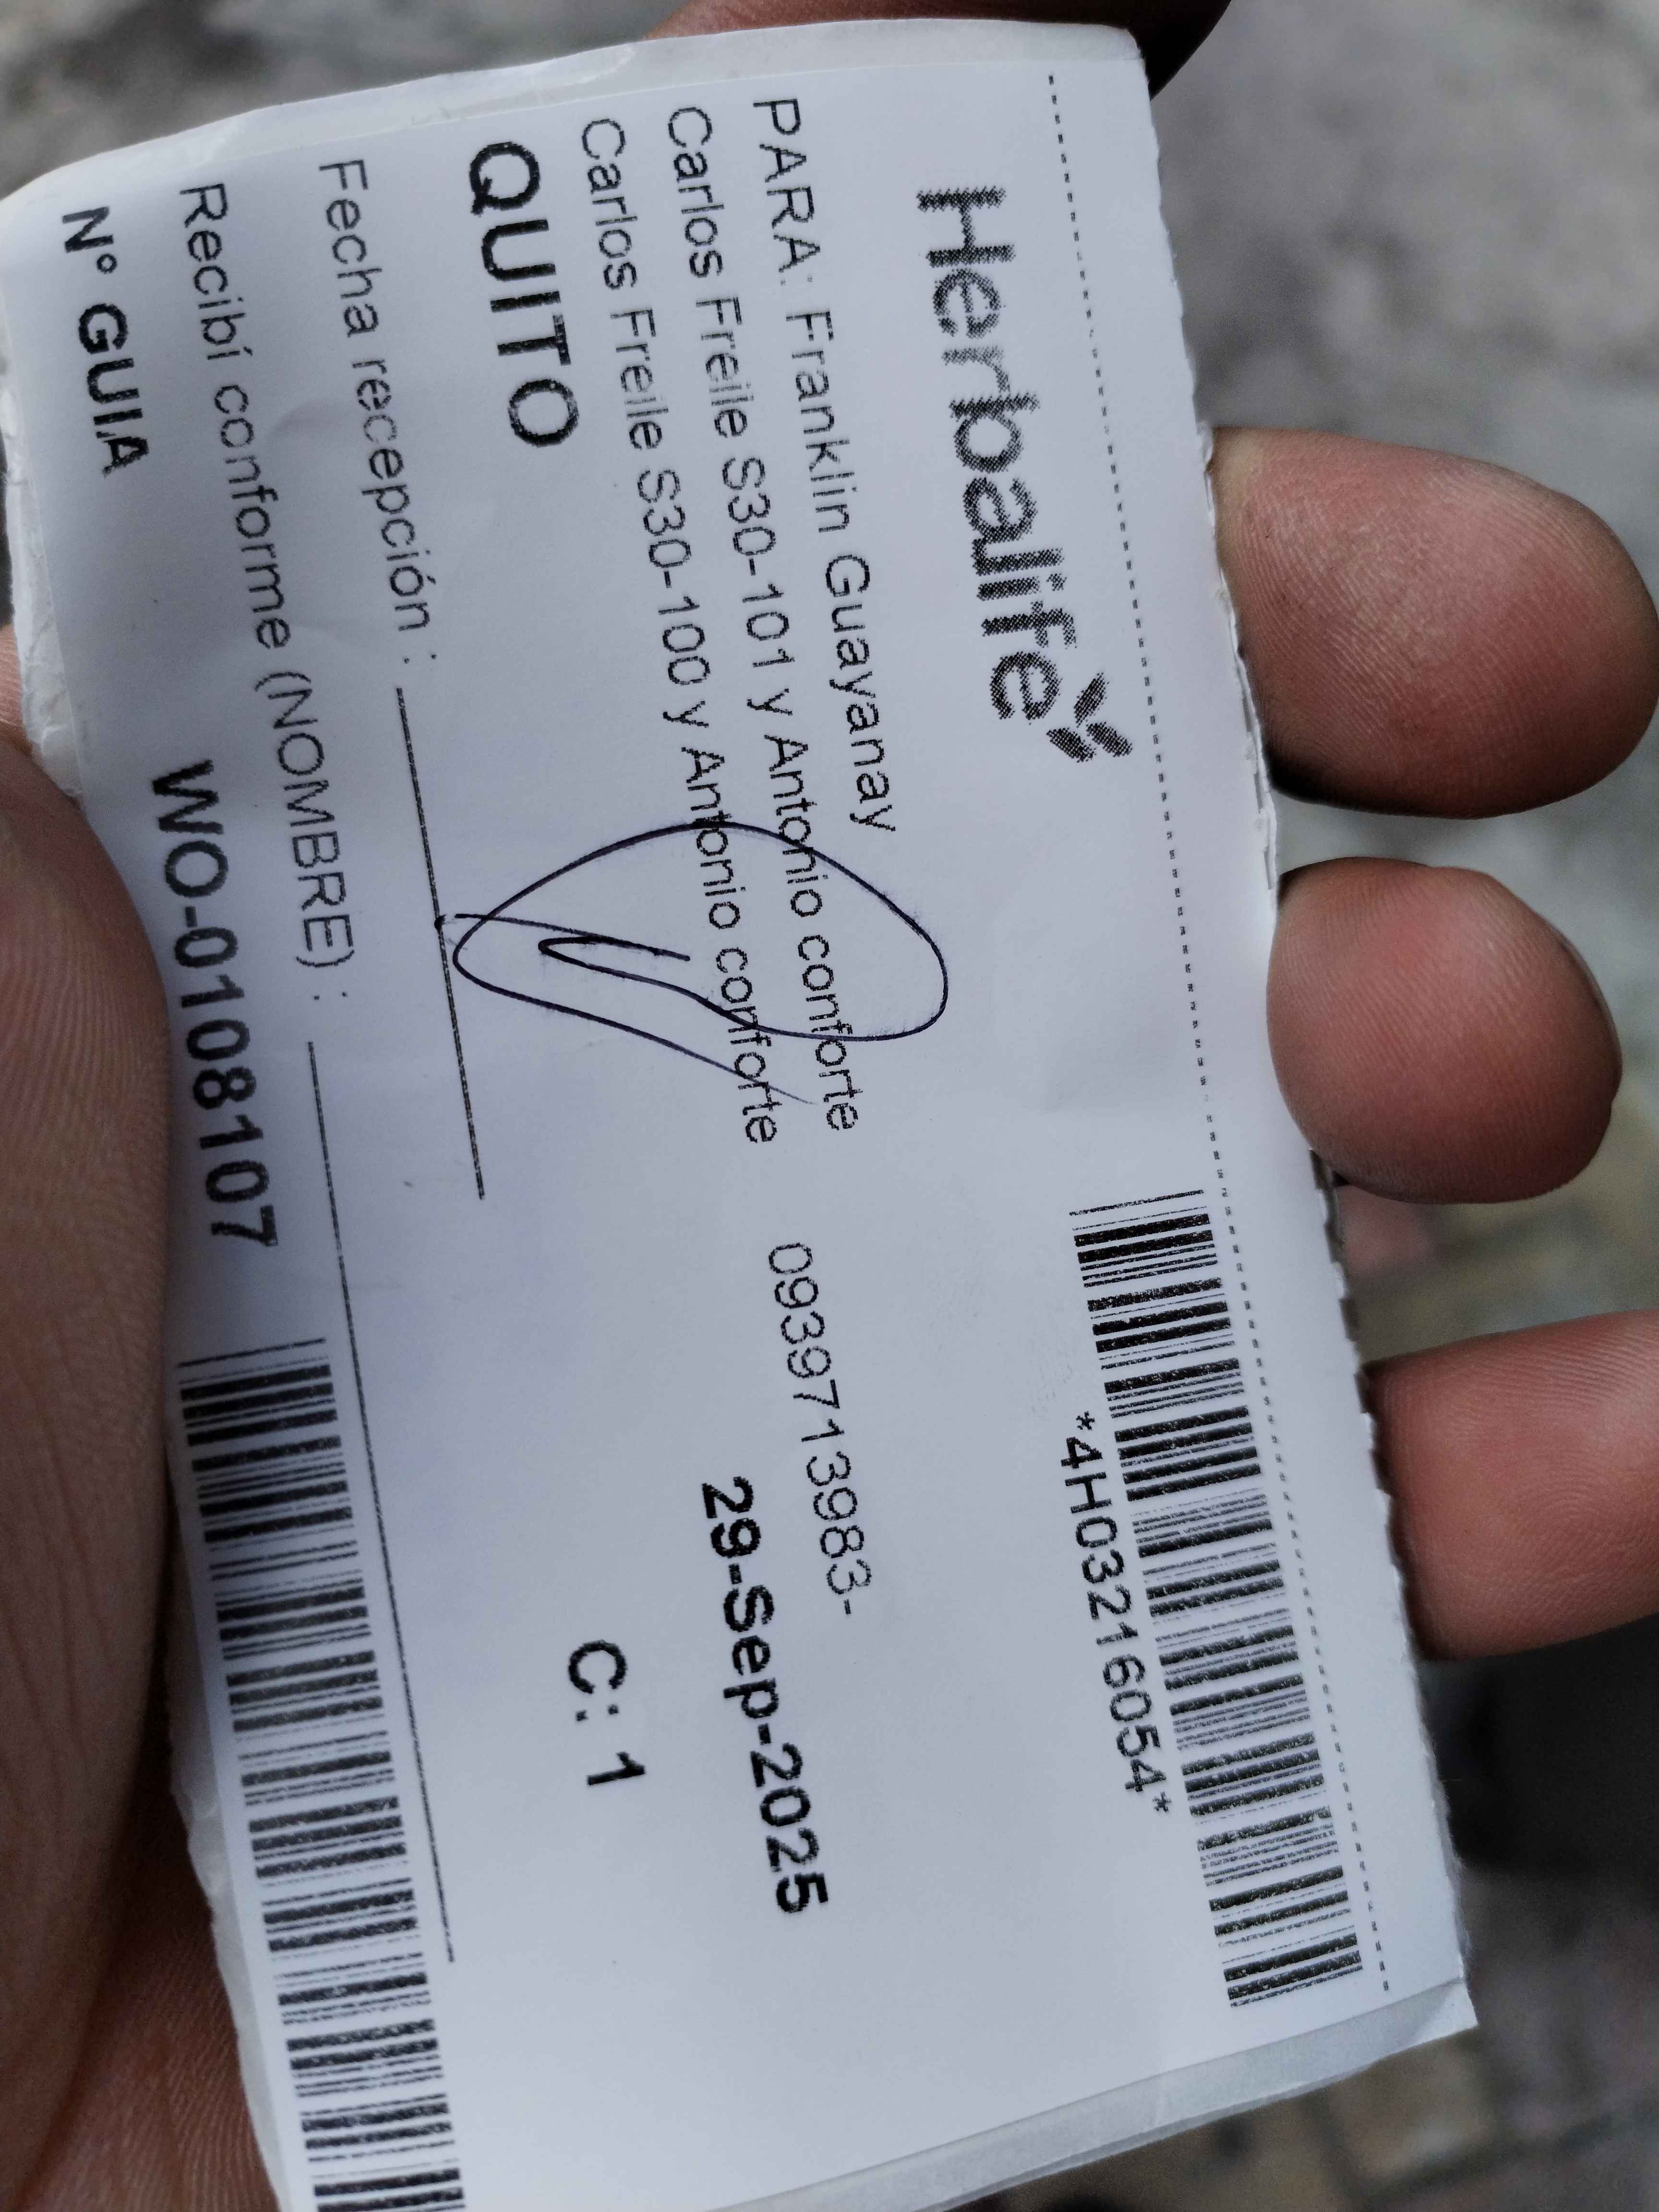 Herbalife
*4H03216054*
PARA: Franklin Guayanay
Carlos Freile S30-101 y Antonio conforte 0939713983-
Carlos Freile S30-100 y Antonio conforte 29-Sep-2025
QUITO C: 1
Fecha recepción :
Recibí conforme (NOMBRE) :
N° GUIA WO-0108107